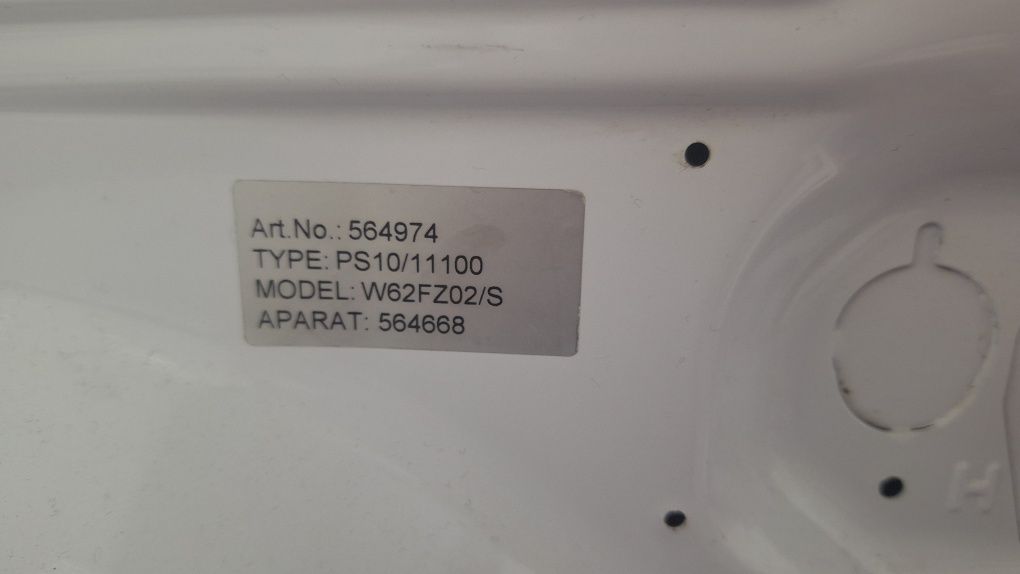 Art.No.: 564974
TYPE: PS10/11100
MODEL: W62FZ02/S
APARAT: 564668
H